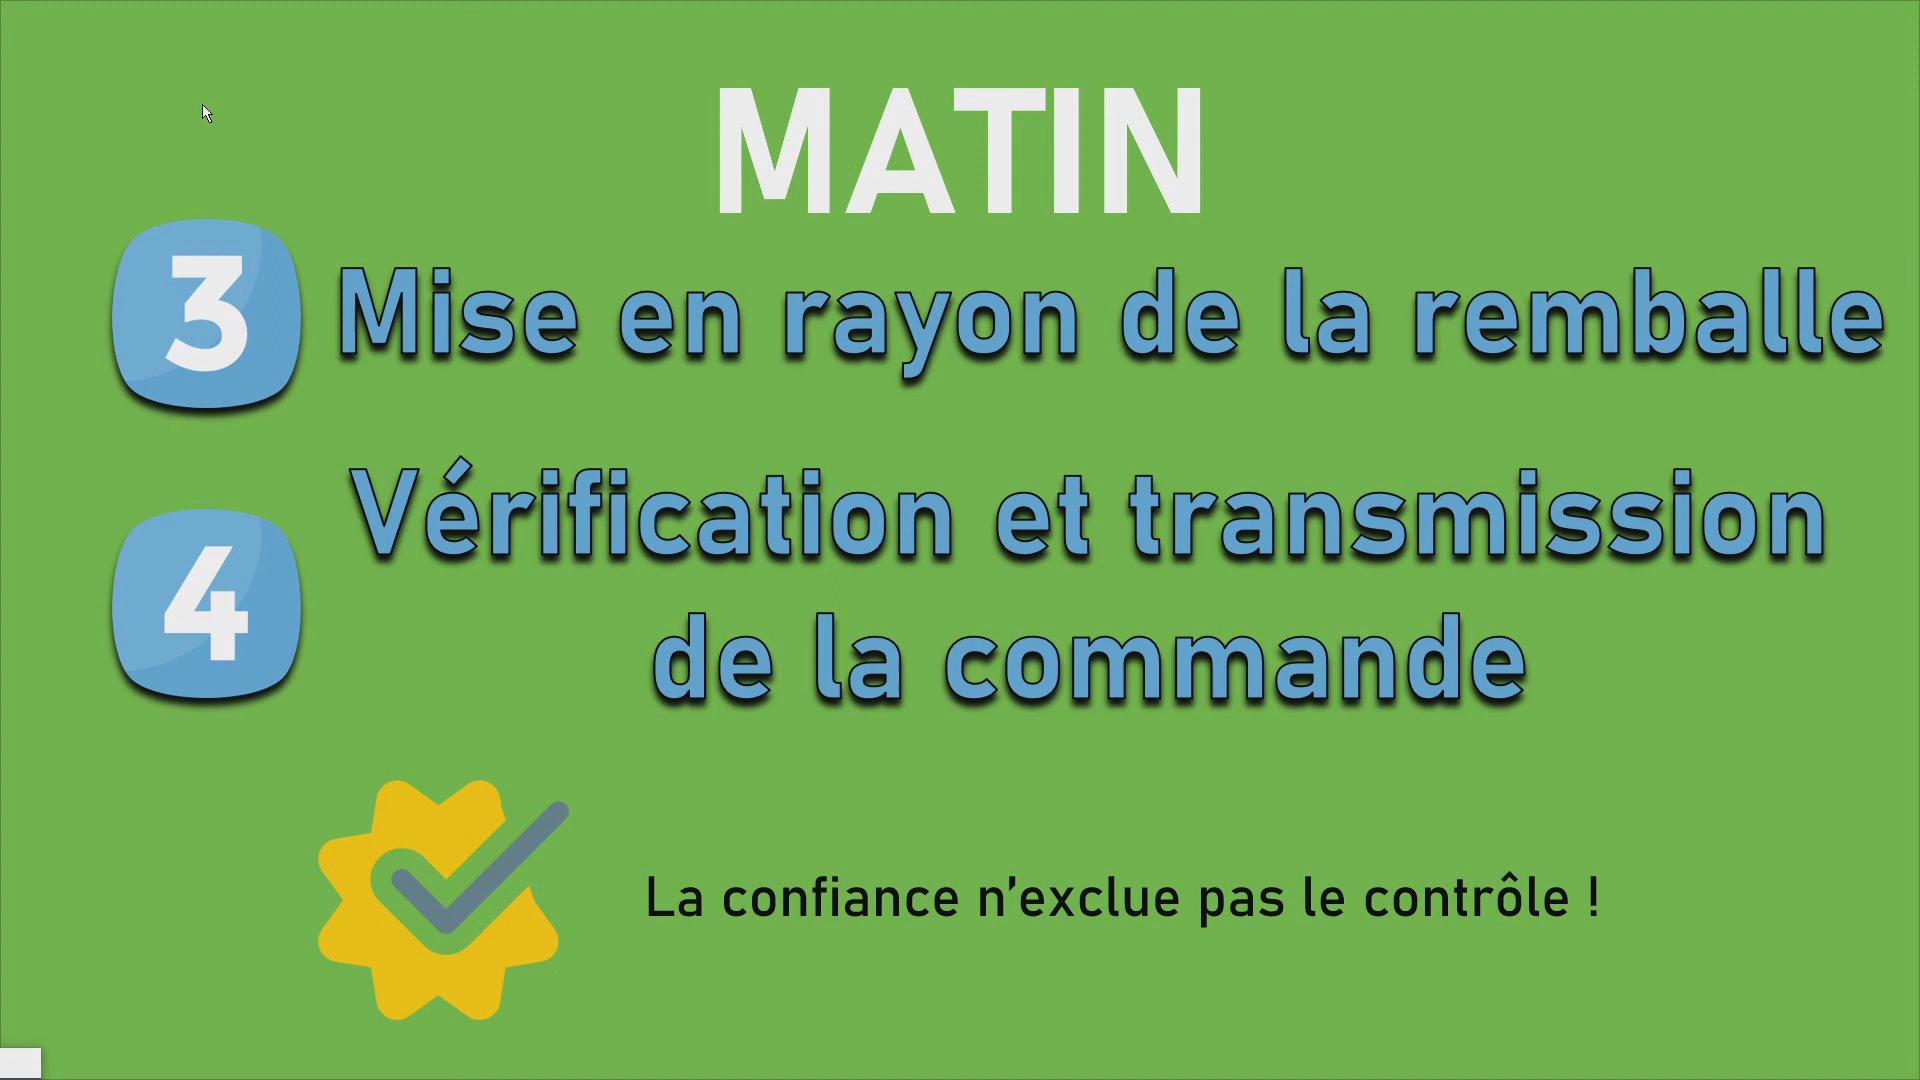 MATIN
3 Mise en rayon de la remballe
4 Vérification et transmission
de la commande
La confiance n’exclue pas le contrôle !